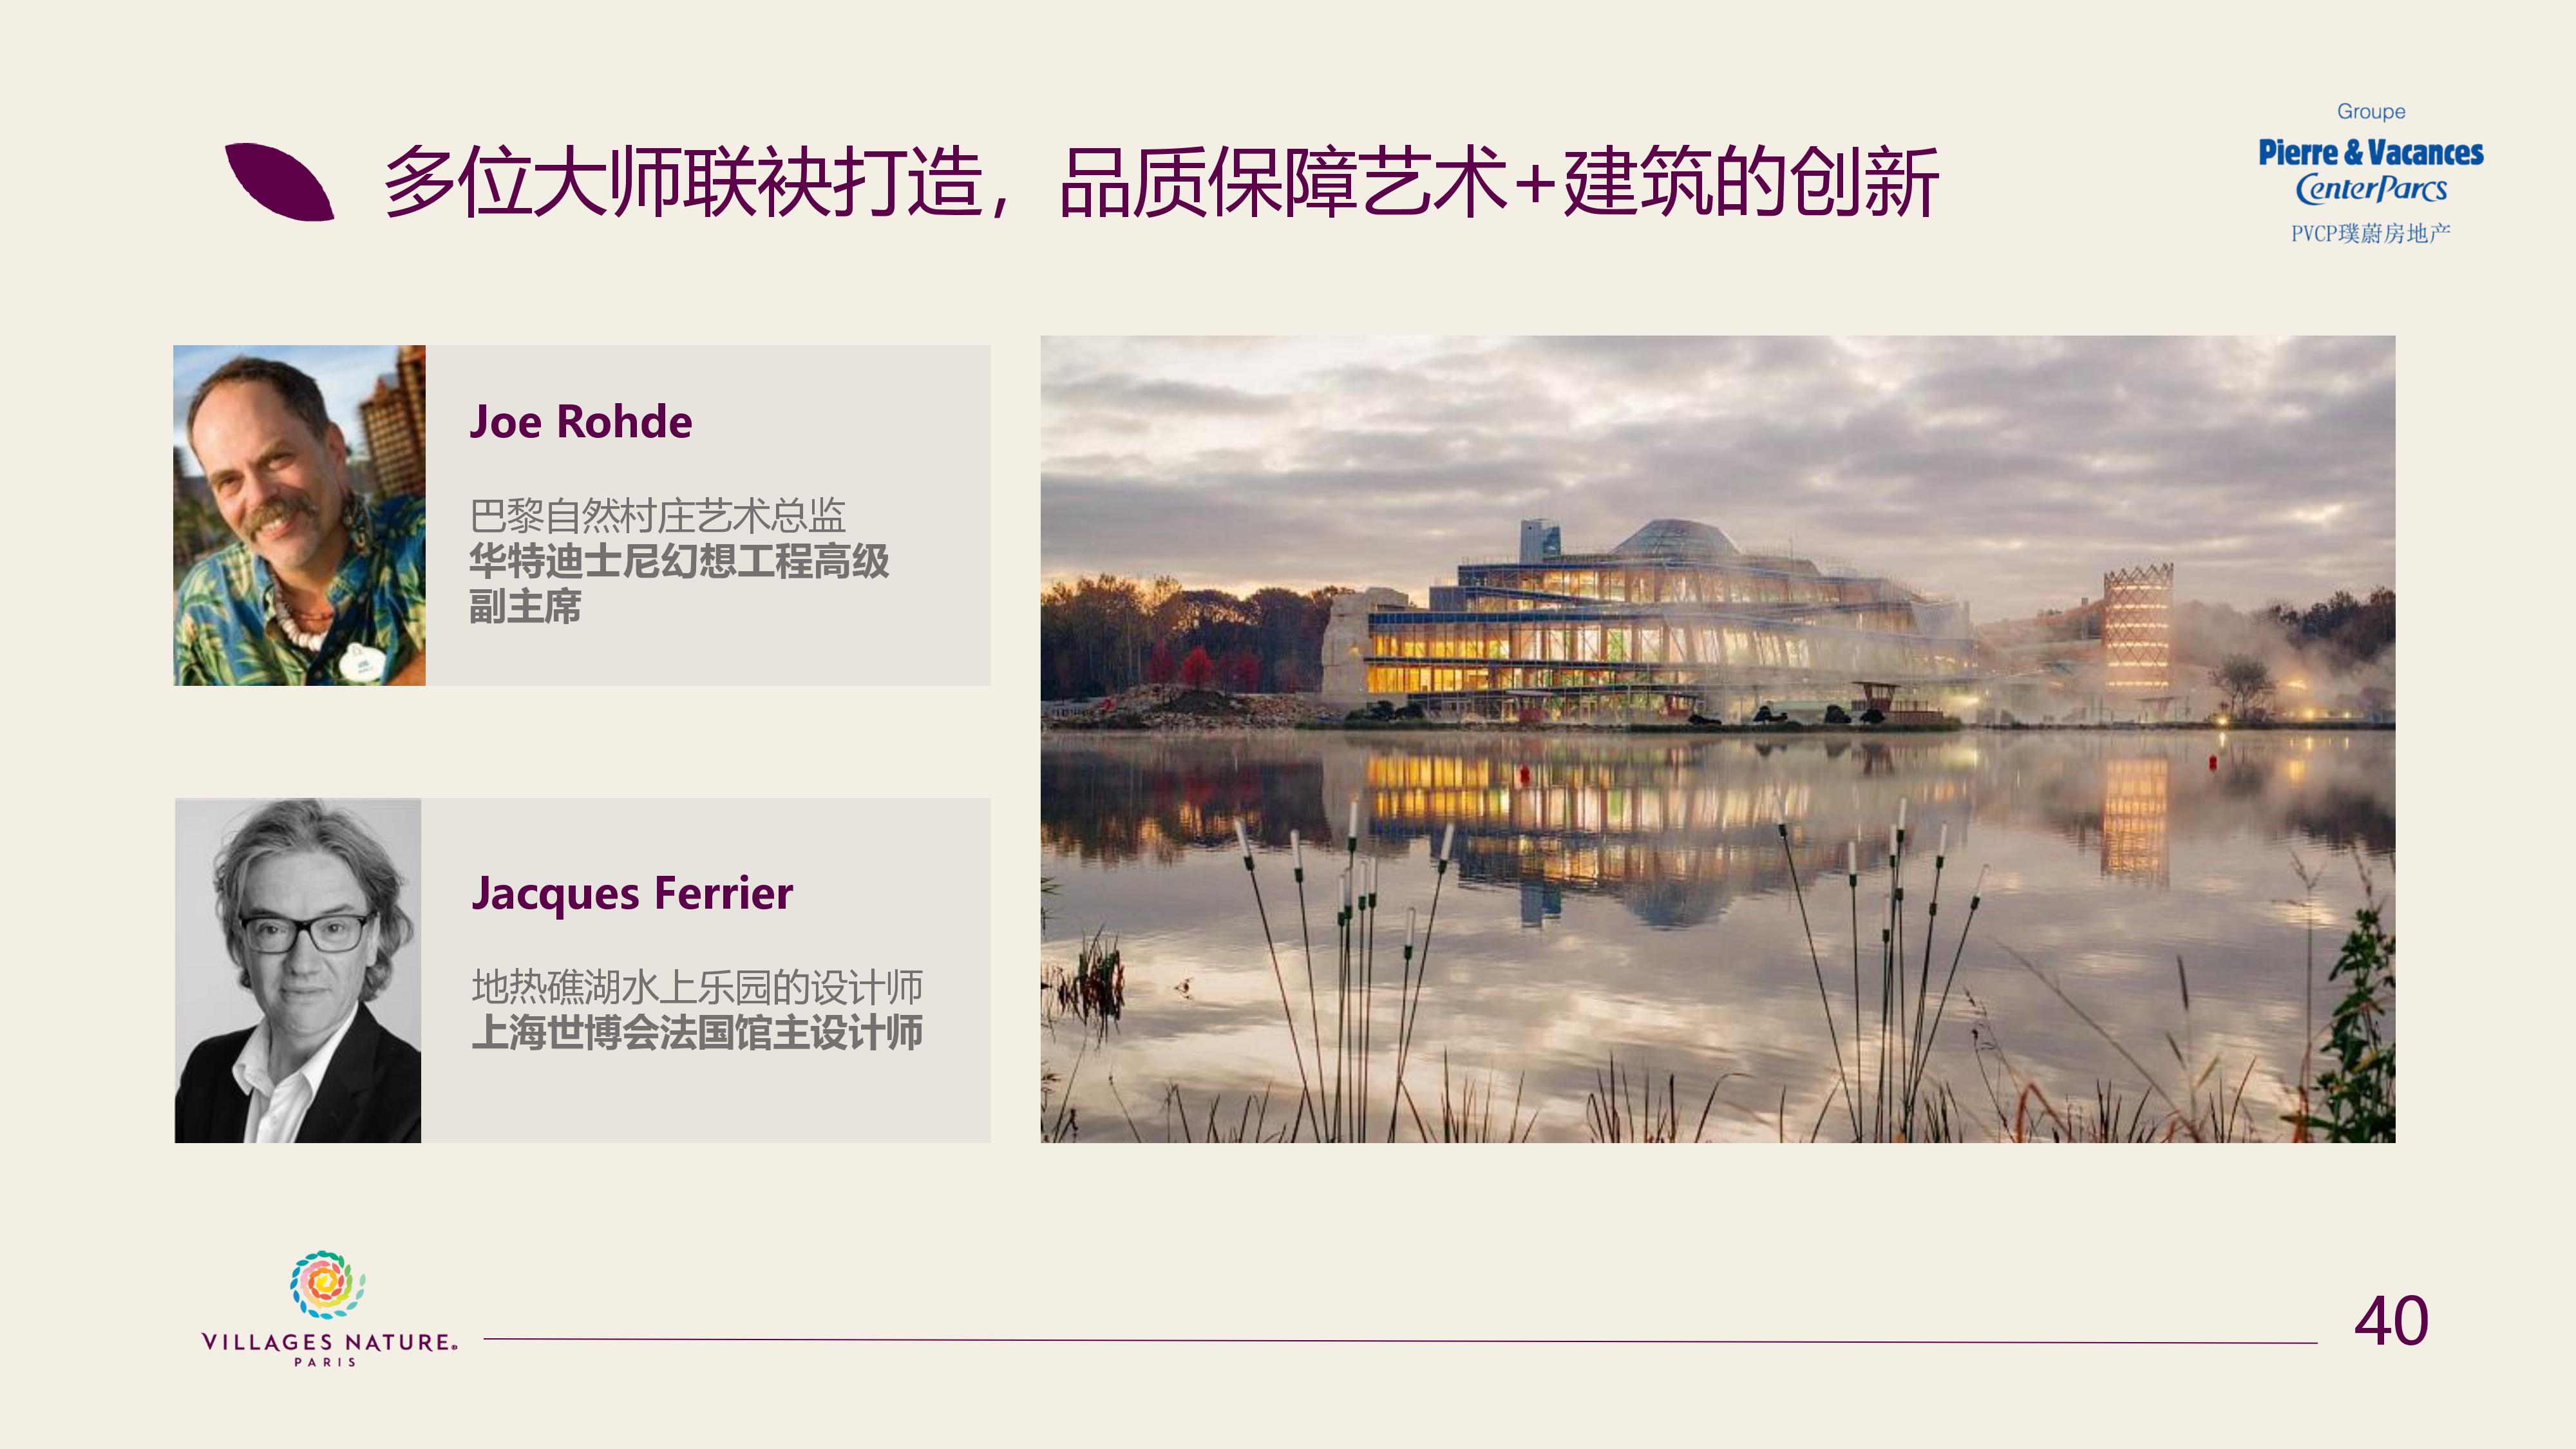 多位大师联袂打造，品质保障艺术+建筑的创新
Groupe
Pierre & Vacances
CenterParcs
PVCP璞蔚房地产
Joe Rohde
巴黎自然村庄艺术总监
华特迪士尼幻想工程高级
副主席
Jacques Ferrier
地热礁湖水上乐园的设计师
上海世博会法国馆主设计师
VILLAGES NATURE®
PARIS
40